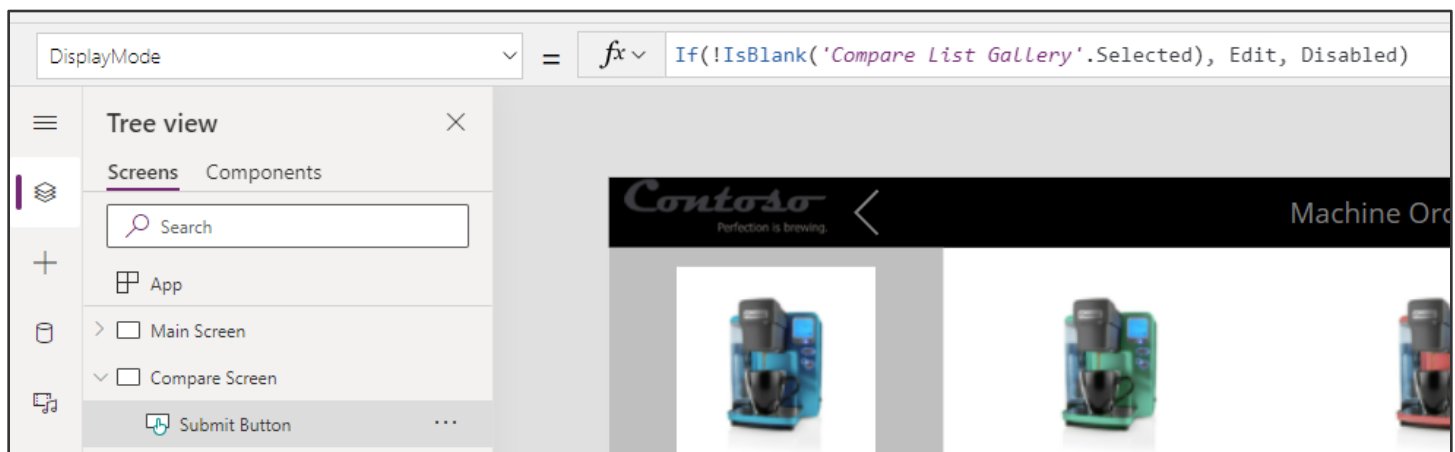 DisplayMode = fx If(!IsBlank('Compare List Gallery'.Selected), Edit, Disabled)
Tree view
Screens Components
Search
App
Main Screen
Compare Screen
Submit Button
Contoso
Perfection is brewing.
Machine Ord